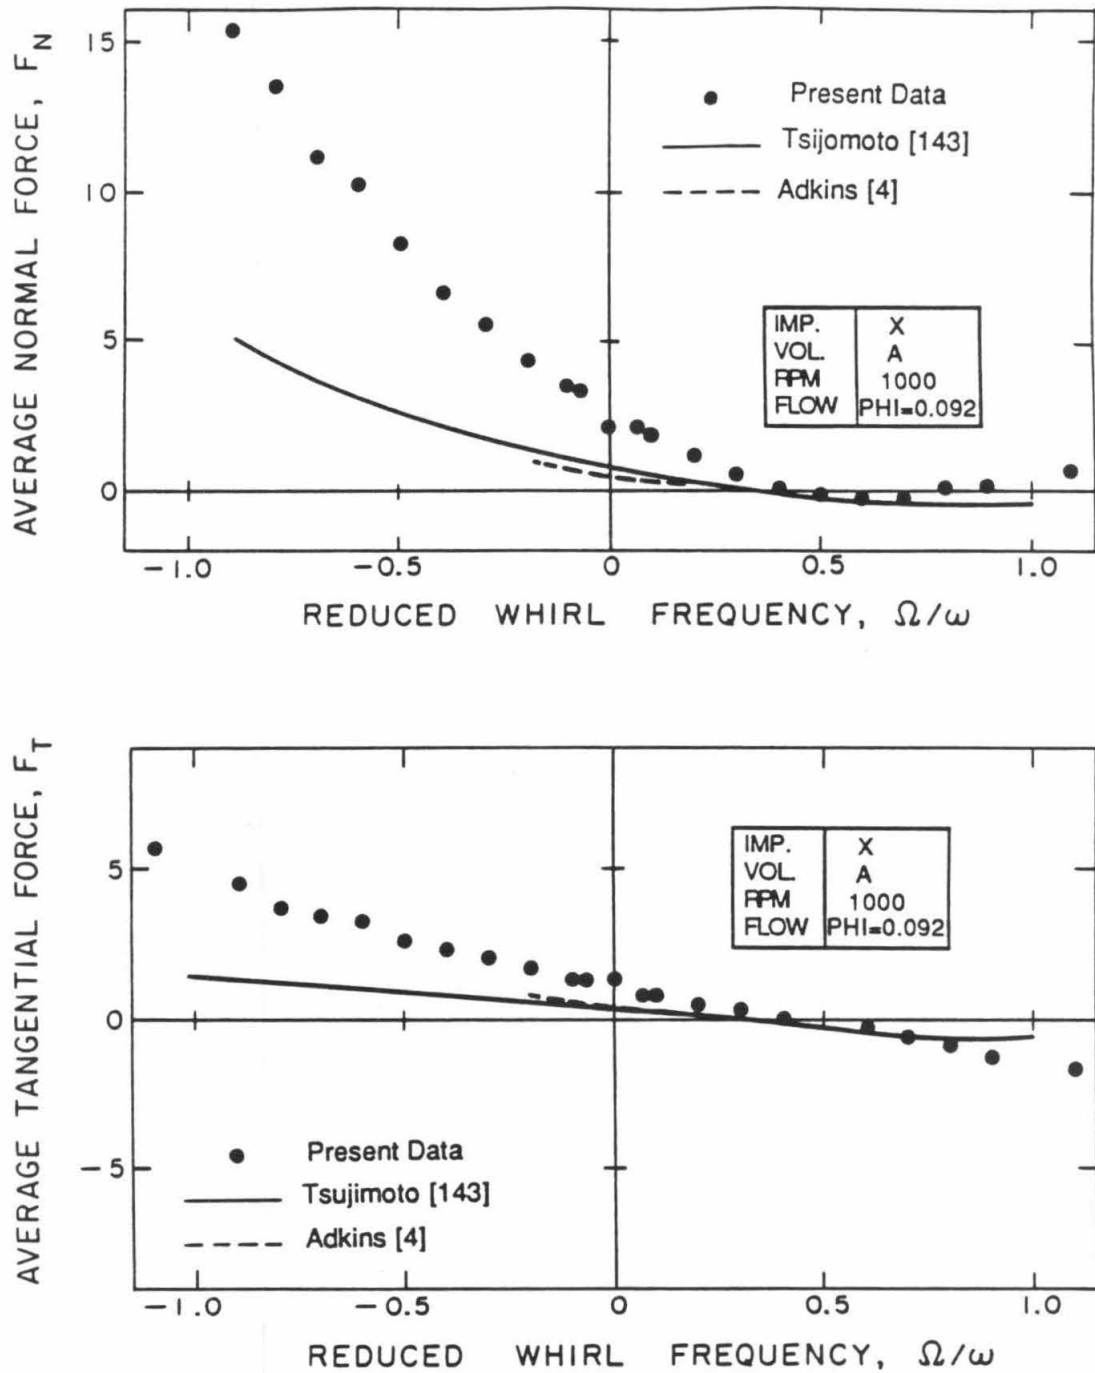 AVERAGE NORMAL FORCE, F_N
15
10
5
0
Present Data
Tsijomoto [143]
Adkins [4]
IMP. X
VOL. A
RPM 1000
FLOW PHI=0.092
-1.0 -0.5 0 0.5 1.0
REDUCED WHIRL FREQUENCY, Ω/ω
AVERAGE TANGENTIAL FORCE, F_T
5
0
-5
IMP. X
VOL. A
RPM 1000
FLOW PHI=0.092
Present Data
Tsujimoto [143]
Adkins [4]
-1.0 -0.5 0 0.5 1.0
REDUCED WHIRL FREQUENCY, Ω/ω